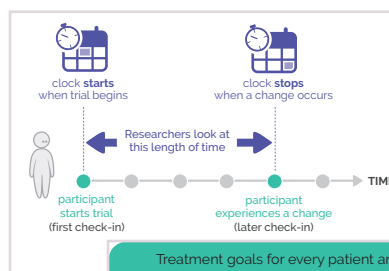 clock starts
when trial begins
clock stops
when a change occurs
Researchers look at
this length of time
TIME
participant
starts trial
(first check-in)
participant
experiences a change
(later check-in)
Treatment goals for every patient